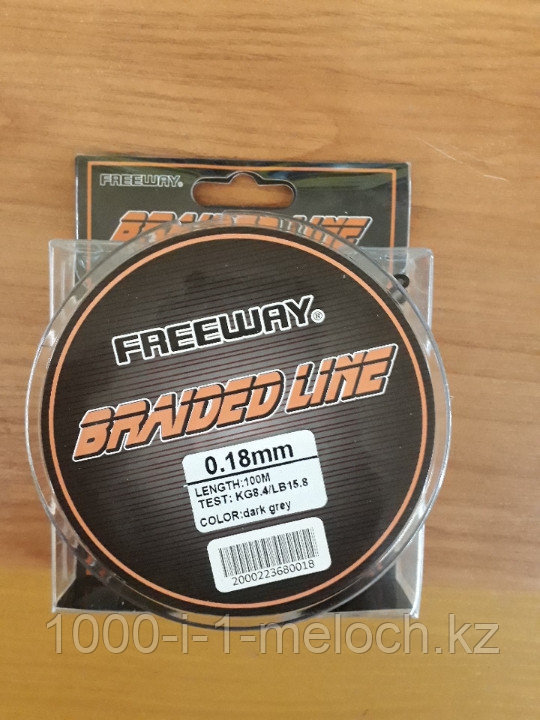 FREEWAY®
BRAIDED LINE
FREEWAY®
BRAIDED LINE
0.18mm
LENGTH:100M
TEST: KG8.4/LB15.8
COLOR:dark grey
2000223680018
1000-i-1-meloch.kz